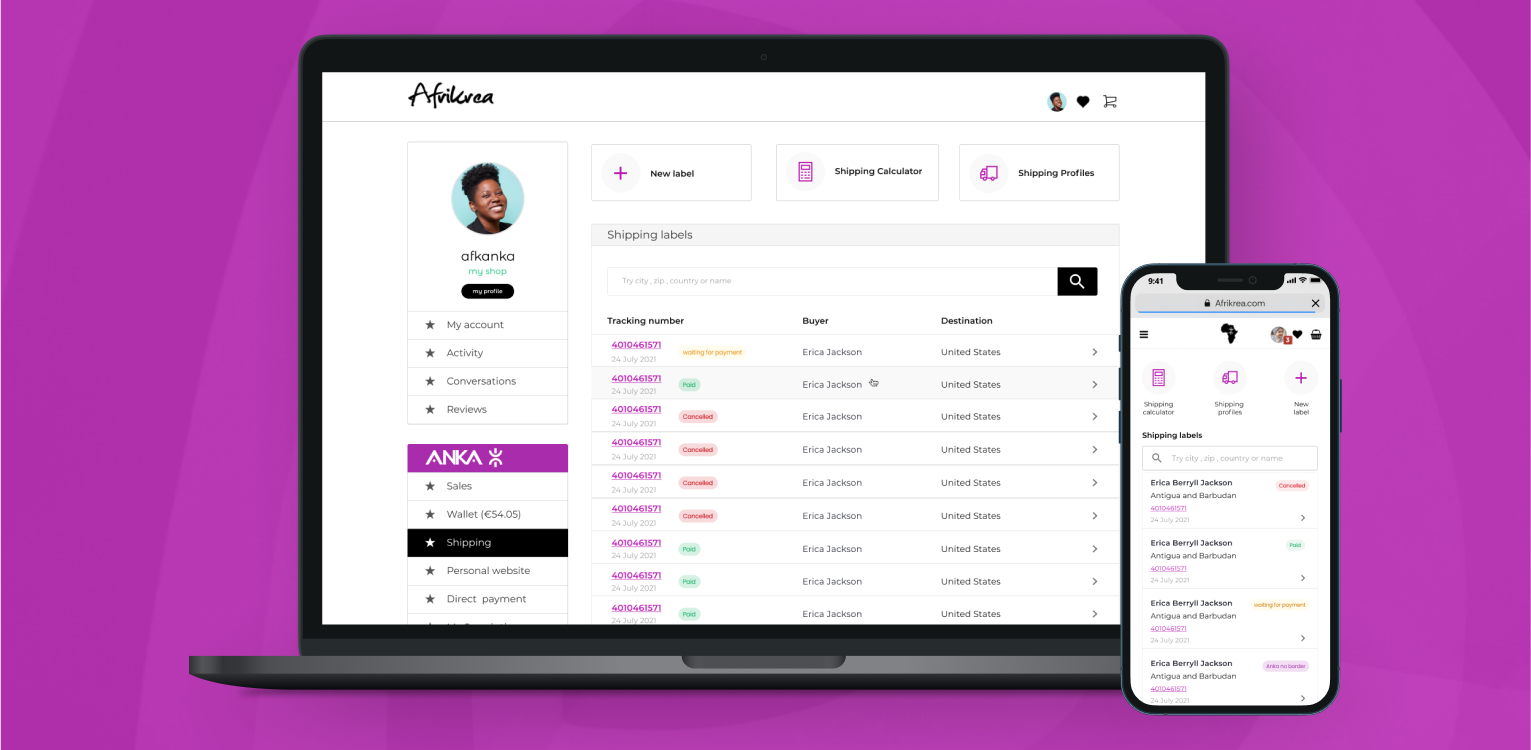 Afrikrea
afkanka
my shop
my profile
My account
Activity
Conversations
Reviews
ANKA
Sales
Wallet (€54.05)
Shipping
Personal website
Direct payment
New label
Shipping Calculator
Shipping Profiles
Shipping labels
Try city , zip , country or name
Tracking number Buyer Destination
4010461571
24 July 2021 waiting for payment Erica Jackson United States
4010461571
24 July 2021 Paid Erica Jackson United States
4010461571
24 July 2021 Cancelled Erica Jackson United States
4010461571
24 July 2021 Cancelled Erica Jackson United States
4010461571
24 July 2021 Cancelled Erica Jackson United States
4010461571
24 July 2021 Cancelled Erica Jackson United States
4010461571
24 July 2021 Paid Erica Jackson United States
4010461571
24 July 2021 Paid Erica Jackson United States
4010461571
24 July 2021 Paid Erica Jackson United States
9:41
Afrikrea.com
3
Shipping calculator
Shipping profiles
New label
Shipping labels
Try city , zip , country or name
Erica Berryll Jackson Cancelled
Antigua and Barbudan
4010461571
24 July 2021
Erica Berryll Jackson Paid
Antigua and Barbudan
4010461571
24 July 2021
Erica Berryll Jackson waiting for payment
Antigua and Barbudan
4010461571
24 July 2021
Erica Berryll Jackson Anka no border
Antigua and Barbudan
4010461571
24 July 2021